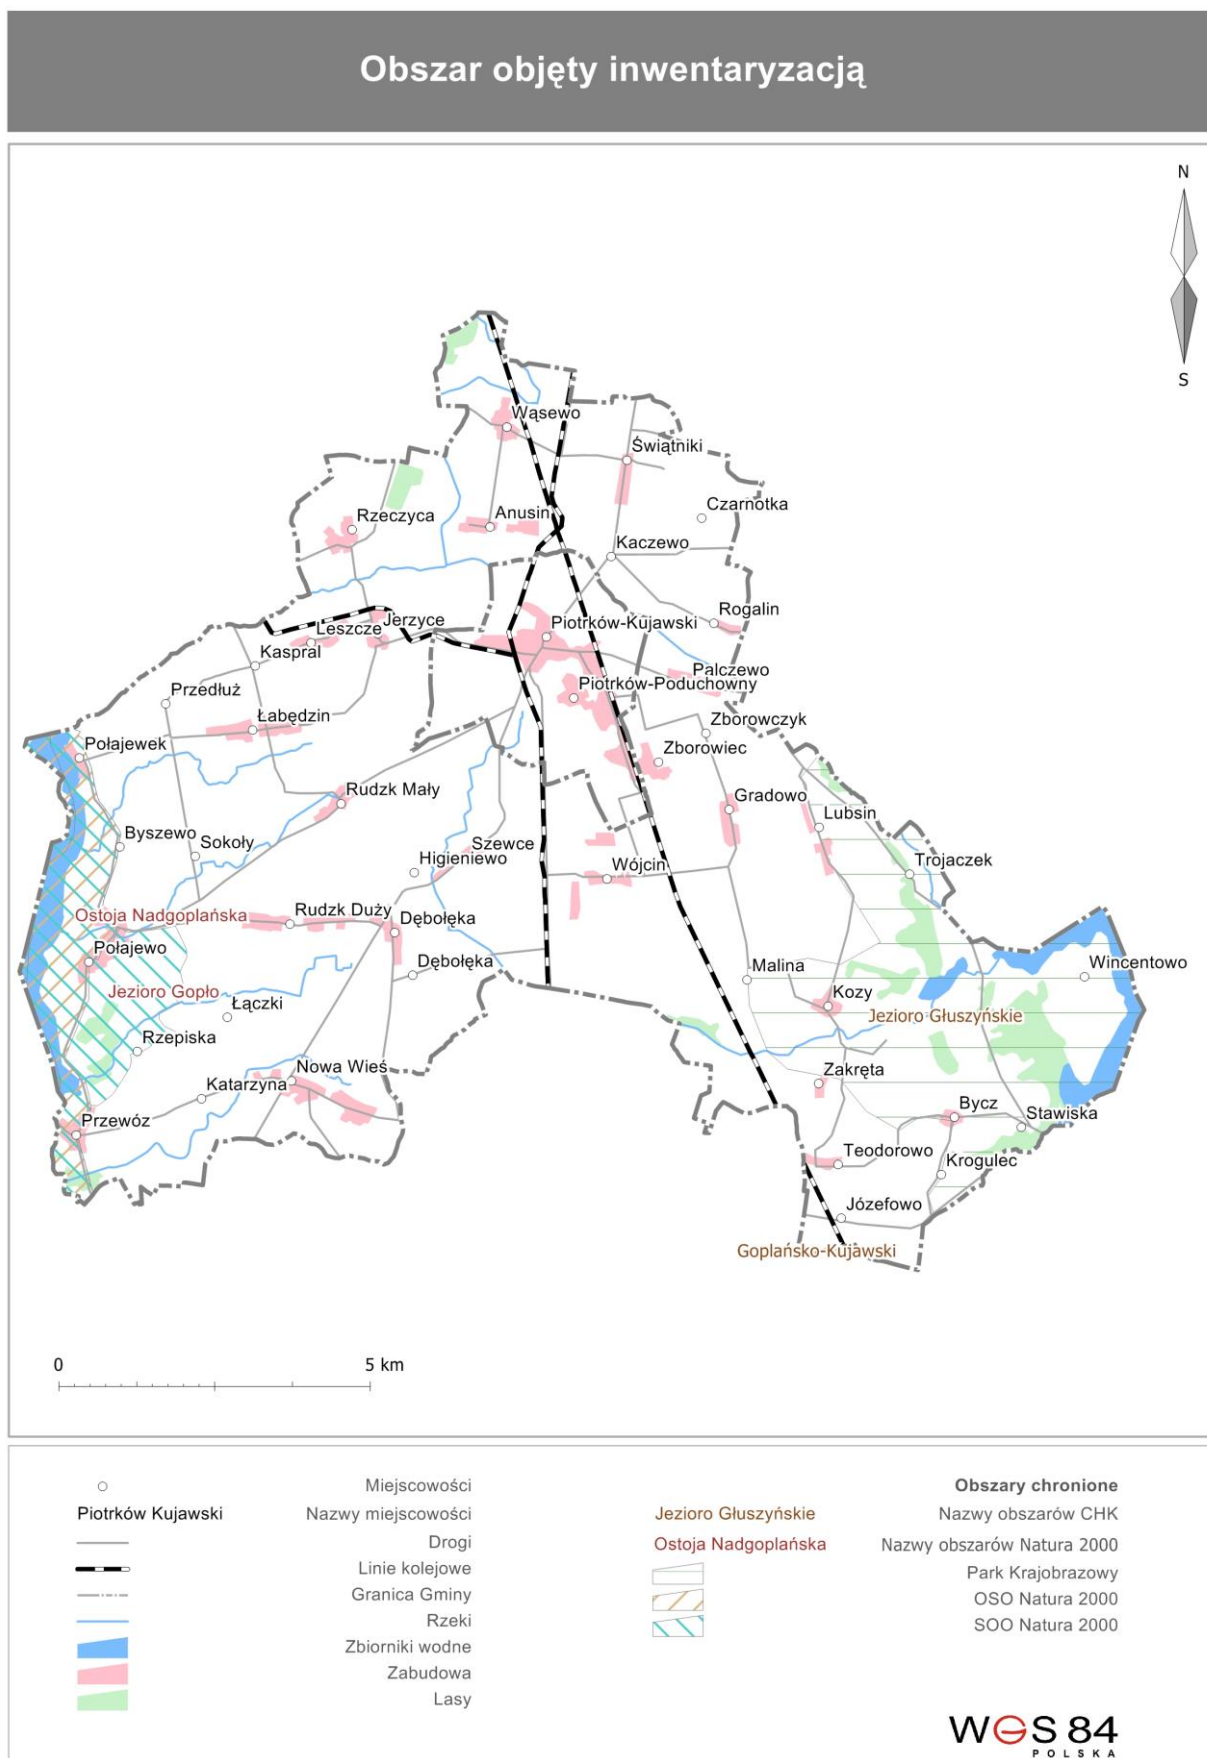 Obszar objęty inwentaryzacją
N
S
Wąsewo
Świątniki
Czarnotka
Rzeczyca
Anusin
Kaczewo
Rogalin
Jerzyce
Piotrków-Kujawski
Leszcze
Kaspral
Palczewo
Piotrków-Poduchowny
Przedłuż
Łabędzin
Zborowczyk
Połajewek
Zborowiec
Rudzk Mały
Gradowo
Lubsin
Byszewo
Sokoły
Szewce
Higieniewo
Wójcin
Trojaczek
Ostoja Nadgoplańska
Rudzk Duży
Dębołęka
Połajewo
Dębołęka
Malina
Wincentowo
Jezioro Gopło
Łączki
Kozy
Jezioro Głuszyńskie
Rzepiska
Nowa Wieś
Zakręta
Katarzyna
Bycz
Stawiska
Przewóz
Teodorowo
Krogulec
Józefowo
Goplańsko-Kujawski
0 5 km
Miejscowości
Piotrków Kujawski Nazwy miejscowości
Drogi
Linie kolejowe
Granica Gminy
Rzeki
Zbiorniki wodne
Zabudowa
Lasy
Obszary chronione
Jezioro Głuszyńskie Nazwy obszarów CHK
Ostoja Nadgoplańska Nazwy obszarów Natura 2000
Park Krajobrazowy
OSO Natura 2000
SOO Natura 2000
WGS 84
POLSKA